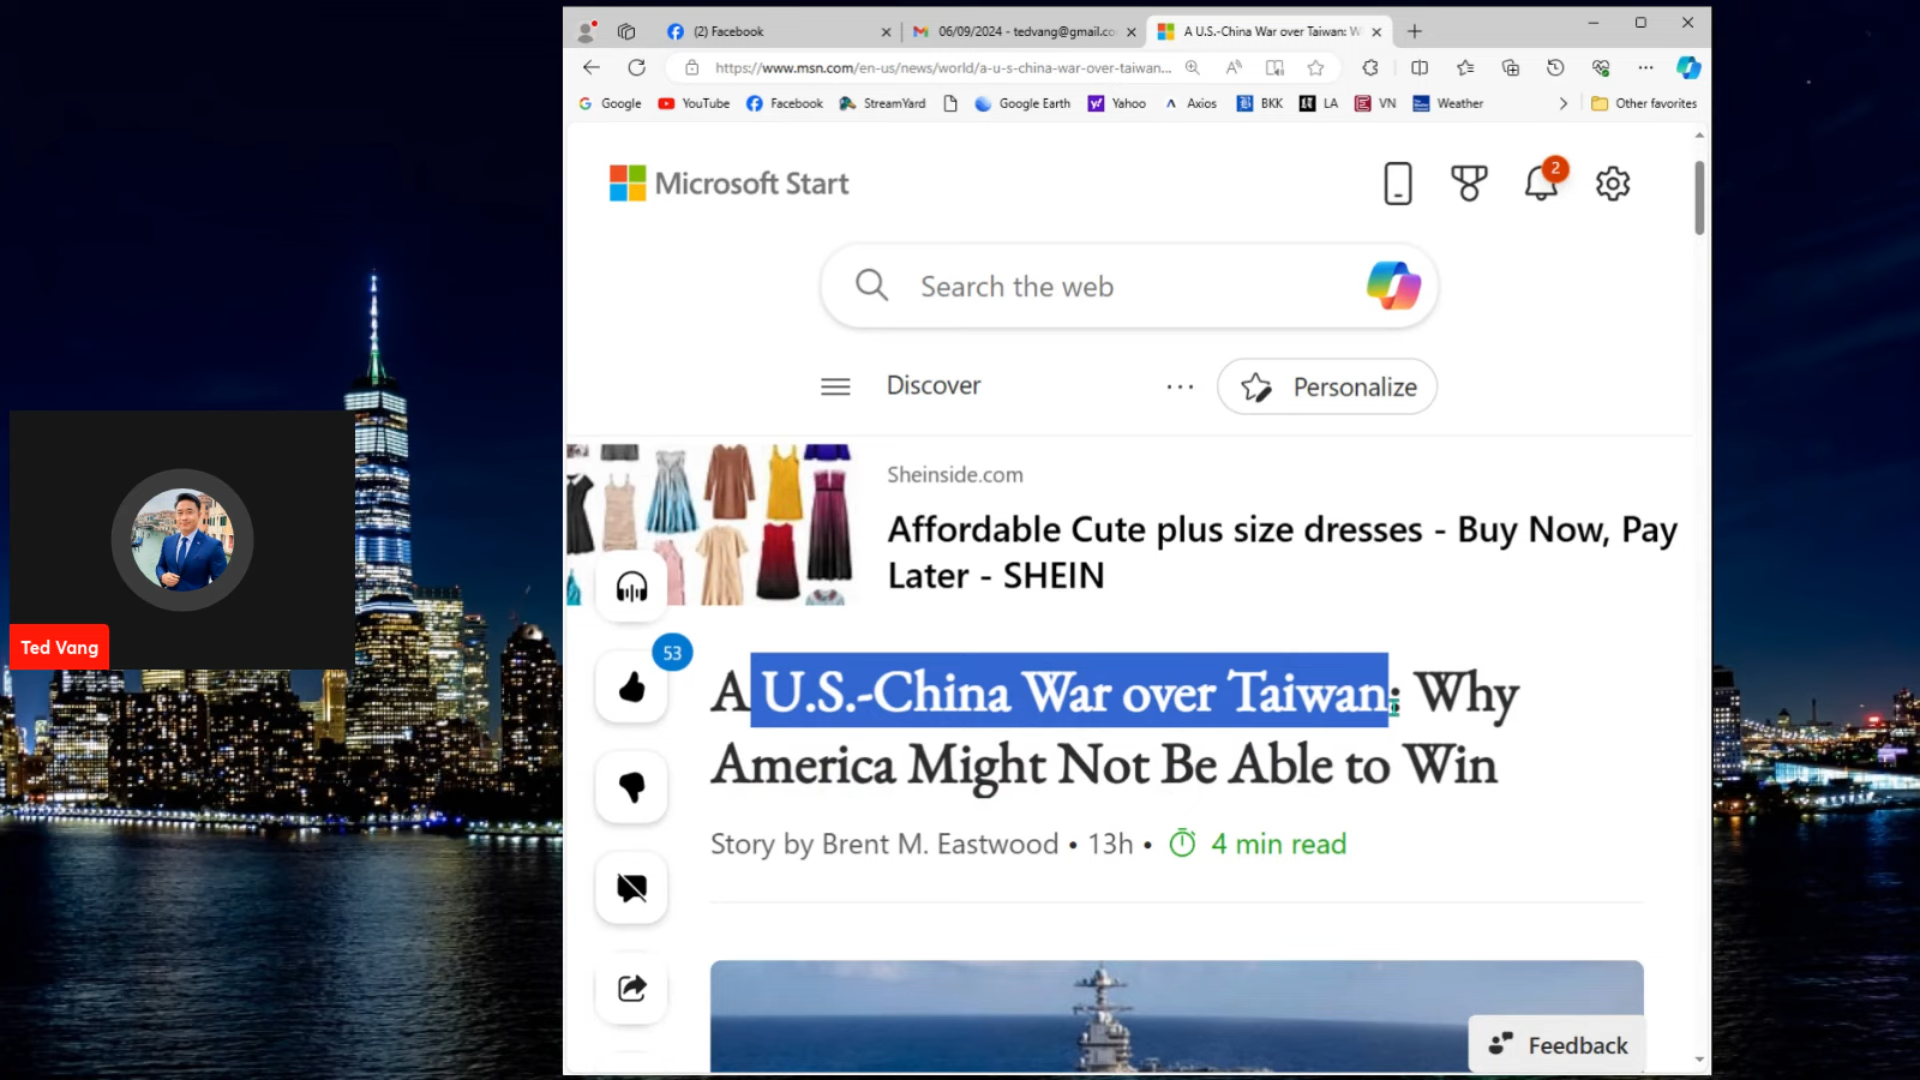 (2) Facebook
06/09/2024 - tedvang@gmail.co
A U.S.-China War over Taiwan: W
https://www.msn.com/en-us/news/world/a-u-s-china-war-over-taiwan...
Google
YouTube
Facebook
StreamYard
Google Earth
Yahoo
Axios
BKK
LA
VN
Weather
Other favorites
Microsoft Start
2
Search the web
Discover
Personalize
Sheinside.com
Affordable Cute plus size dresses - Buy Now, Pay
Later - SHEIN
Ted Vang
53
A U.S.-China War over Taiwan: Why
America Might Not Be Able to Win
Story by Brent M. Eastwood • 13h • 4 min read
Feedback